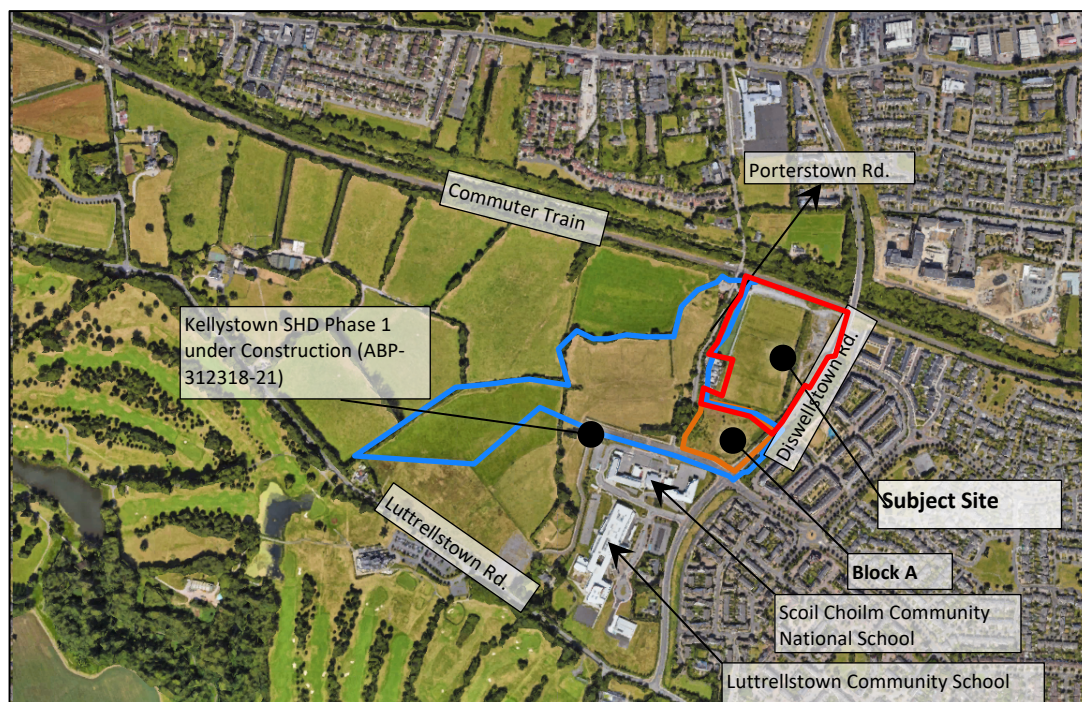 Porterstown Rd.
Commuter Train
Kellystown SHD Phase 1
under Construction (ABP-
312318-21)
Diswellstown Rd.
Subject Site
Luttrellstown Rd.
Block A
Scoil Choilm Community
National School
Luttrellstown Community School